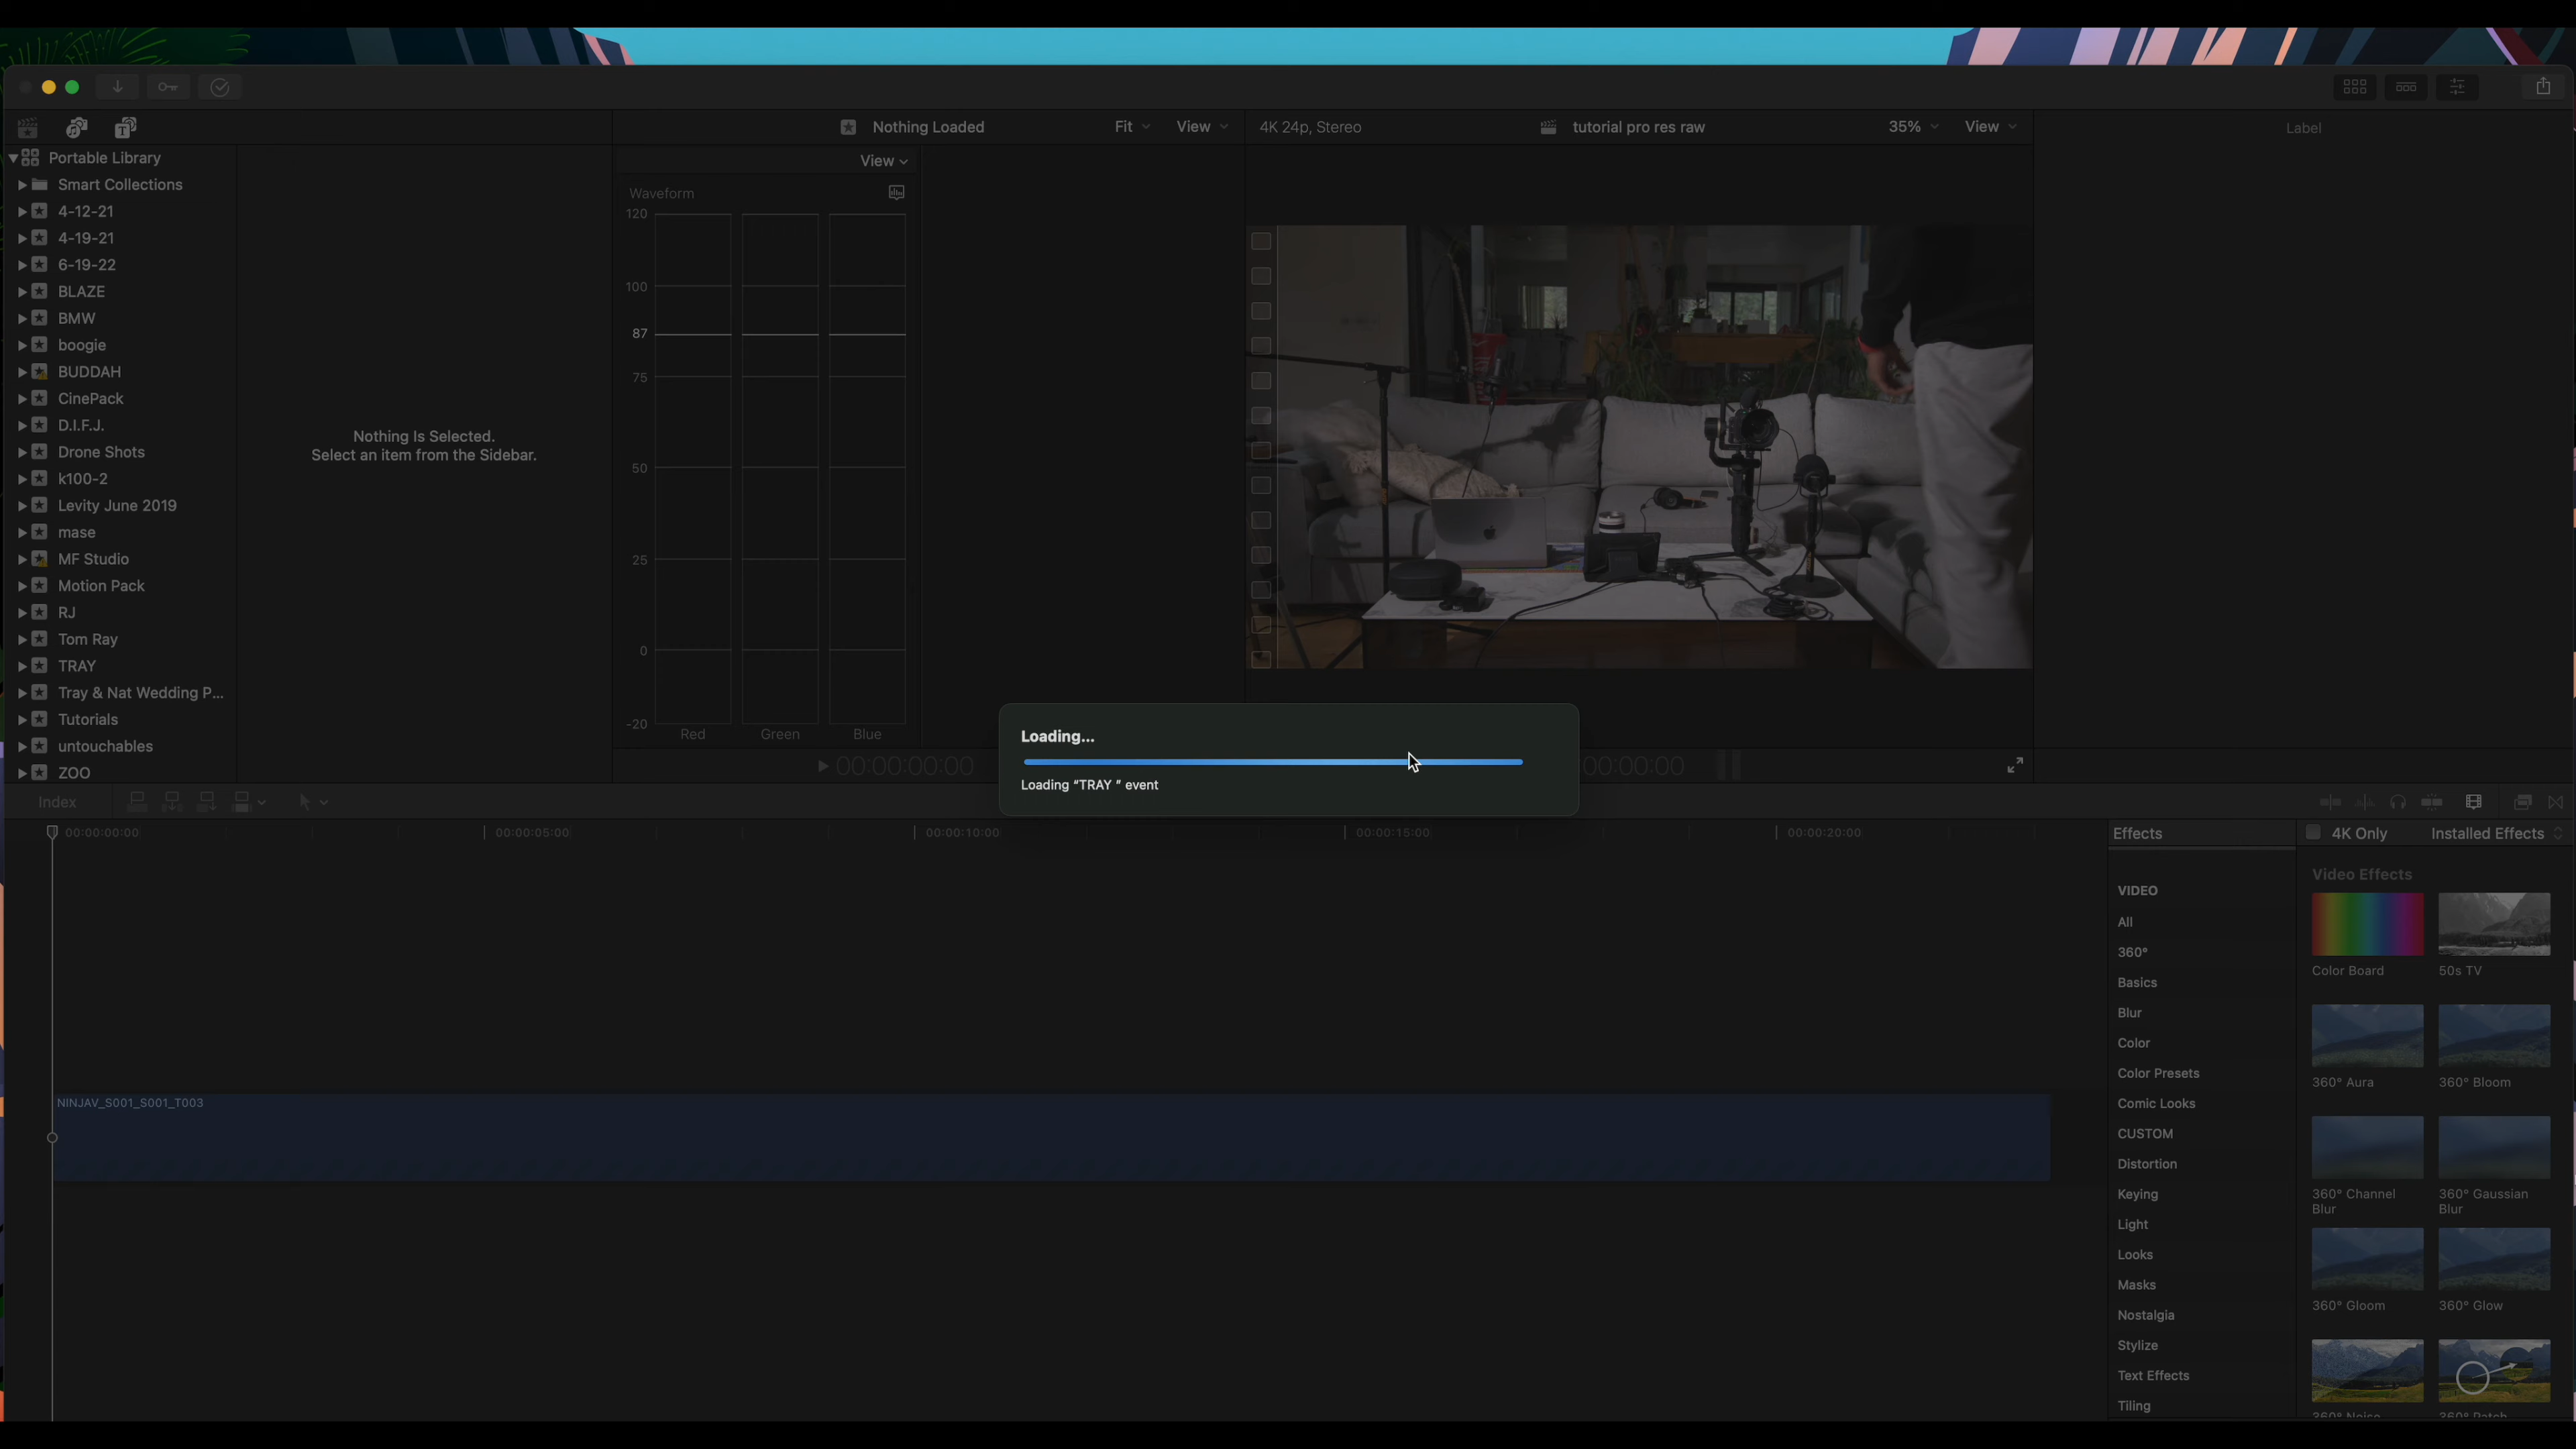 Nothing Loaded
Fit
View
4K 24p, Stereo
tutorial pro res raw
35%
View
Label
Portable Library
Smart Collections
4-12-21
4-19-21
6-19-22
BLAZE
BMW
boogie
BUDDAH
CinePack
D.I.F.J.
Drone Shots
k100-2
Levity June 2019
mase
MF Studio
Motion Pack
RJ
Tom Ray
TRAY
Tray & Nat Wedding P...
Tutorials
untouchables
ZOO
Nothing Is Selected.
Select an item from the Sidebar.
View
Waveform
120
100
87
75
50
25
0
-20
Red
Green
Blue
00:00:00:00
Loading...
Loading “TRAY ” event
00:00:00
Index
00:00:00:00
00:00:05:00
00:00:10:00
00:00:15:00
00:00:20:00
NINJAV_S001_S001_T003
Effects
4K Only
Installed Effects
VIDEO
All
360°
Basics
Blur
Color
Color Presets
Comic Looks
CUSTOM
Distortion
Keying
Light
Looks
Masks
Nostalgia
Stylize
Text Effects
Tiling
Video Effects
Color Board
50s TV
360° Aura
360° Bloom
360° Channel
Blur
360° Gaussian
Blur
360° Gloom
360° Glow
360° Noise
360° Patch